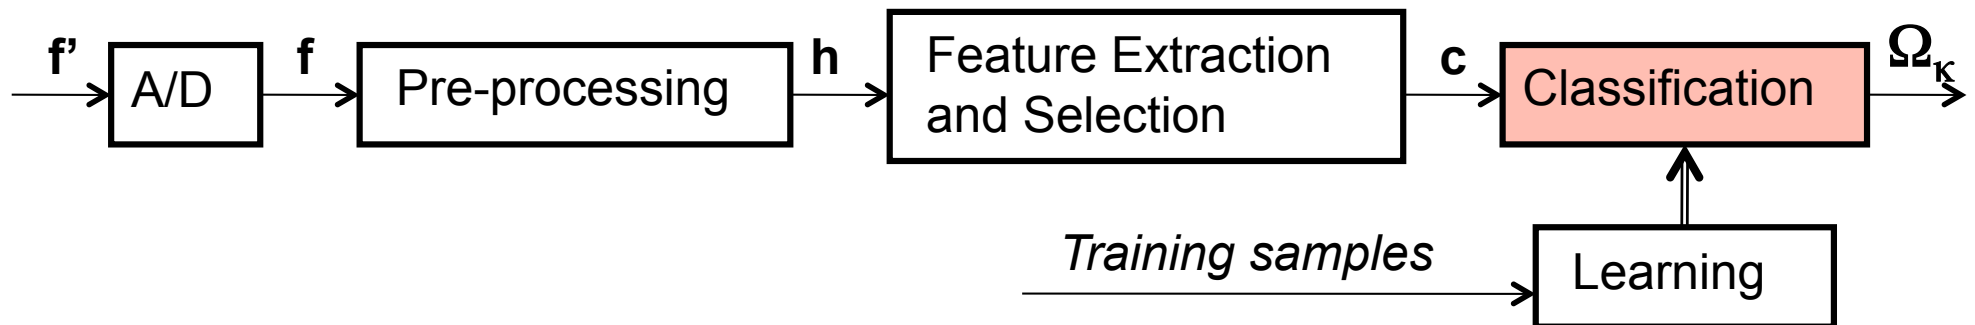 f’
A/D
f
Pre-processing
h
Feature Extraction
and Selection
c
Classification
Ωκ
Training samples
Learning